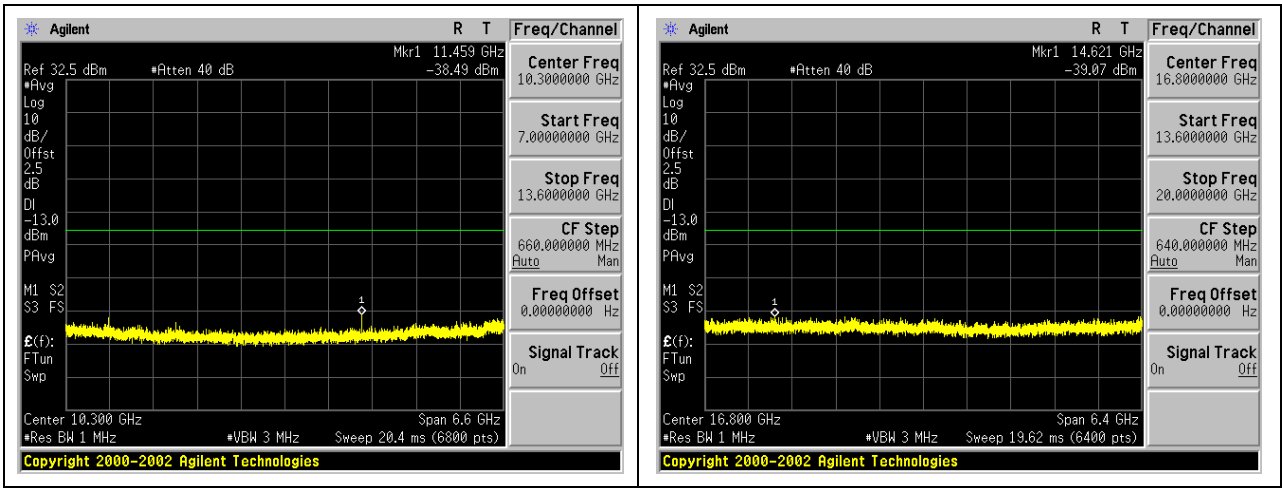 Agilent R T Freq/Channel
Mkr1 11.459 GHz
Ref 32.5 dBm #Atten 40 dB -38.49 dBm
#Avg
Log
10
dB/
Offst
2.5
dB
DI
-13.0
dBm
PAvg
M1 S2
S3 FS
£(f):
FTun
Swp
1
Center 10.300 GHz Span 6.6 GHz
#Res BW 1 MHz #VBW 3 MHz Sweep 20.4 ms (6800 pts)
Copyright 2000-2002 Agilent Technologies
Center Freq
10.3000000 GHz
Start Freq
7.00000000 GHz
Stop Freq
13.6000000 GHz
CF Step
660.000000 MHz
Auto Man
Freq Offset
0.00000000 Hz
Signal Track
On Off
Agilent R T Freq/Channel
Mkr1 14.621 GHz
Ref 32.5 dBm #Atten 40 dB -39.07 dBm
#Avg
Log
10
dB/
Offst
2.5
dB
DI
-13.0
dBm
PAvg
M1 S2
S3 FS
£(f):
FTun
Swp
1
Center 16.800 GHz Span 6.4 GHz
#Res BW 1 MHz #VBW 3 MHz Sweep 19.62 ms (6400 pts)
Copyright 2000-2002 Agilent Technologies
Center Freq
16.8000000 GHz
Start Freq
13.6000000 GHz
Stop Freq
20.0000000 GHz
CF Step
640.000000 MHz
Auto Man
Freq Offset
0.00000000 Hz
Signal Track
On Off